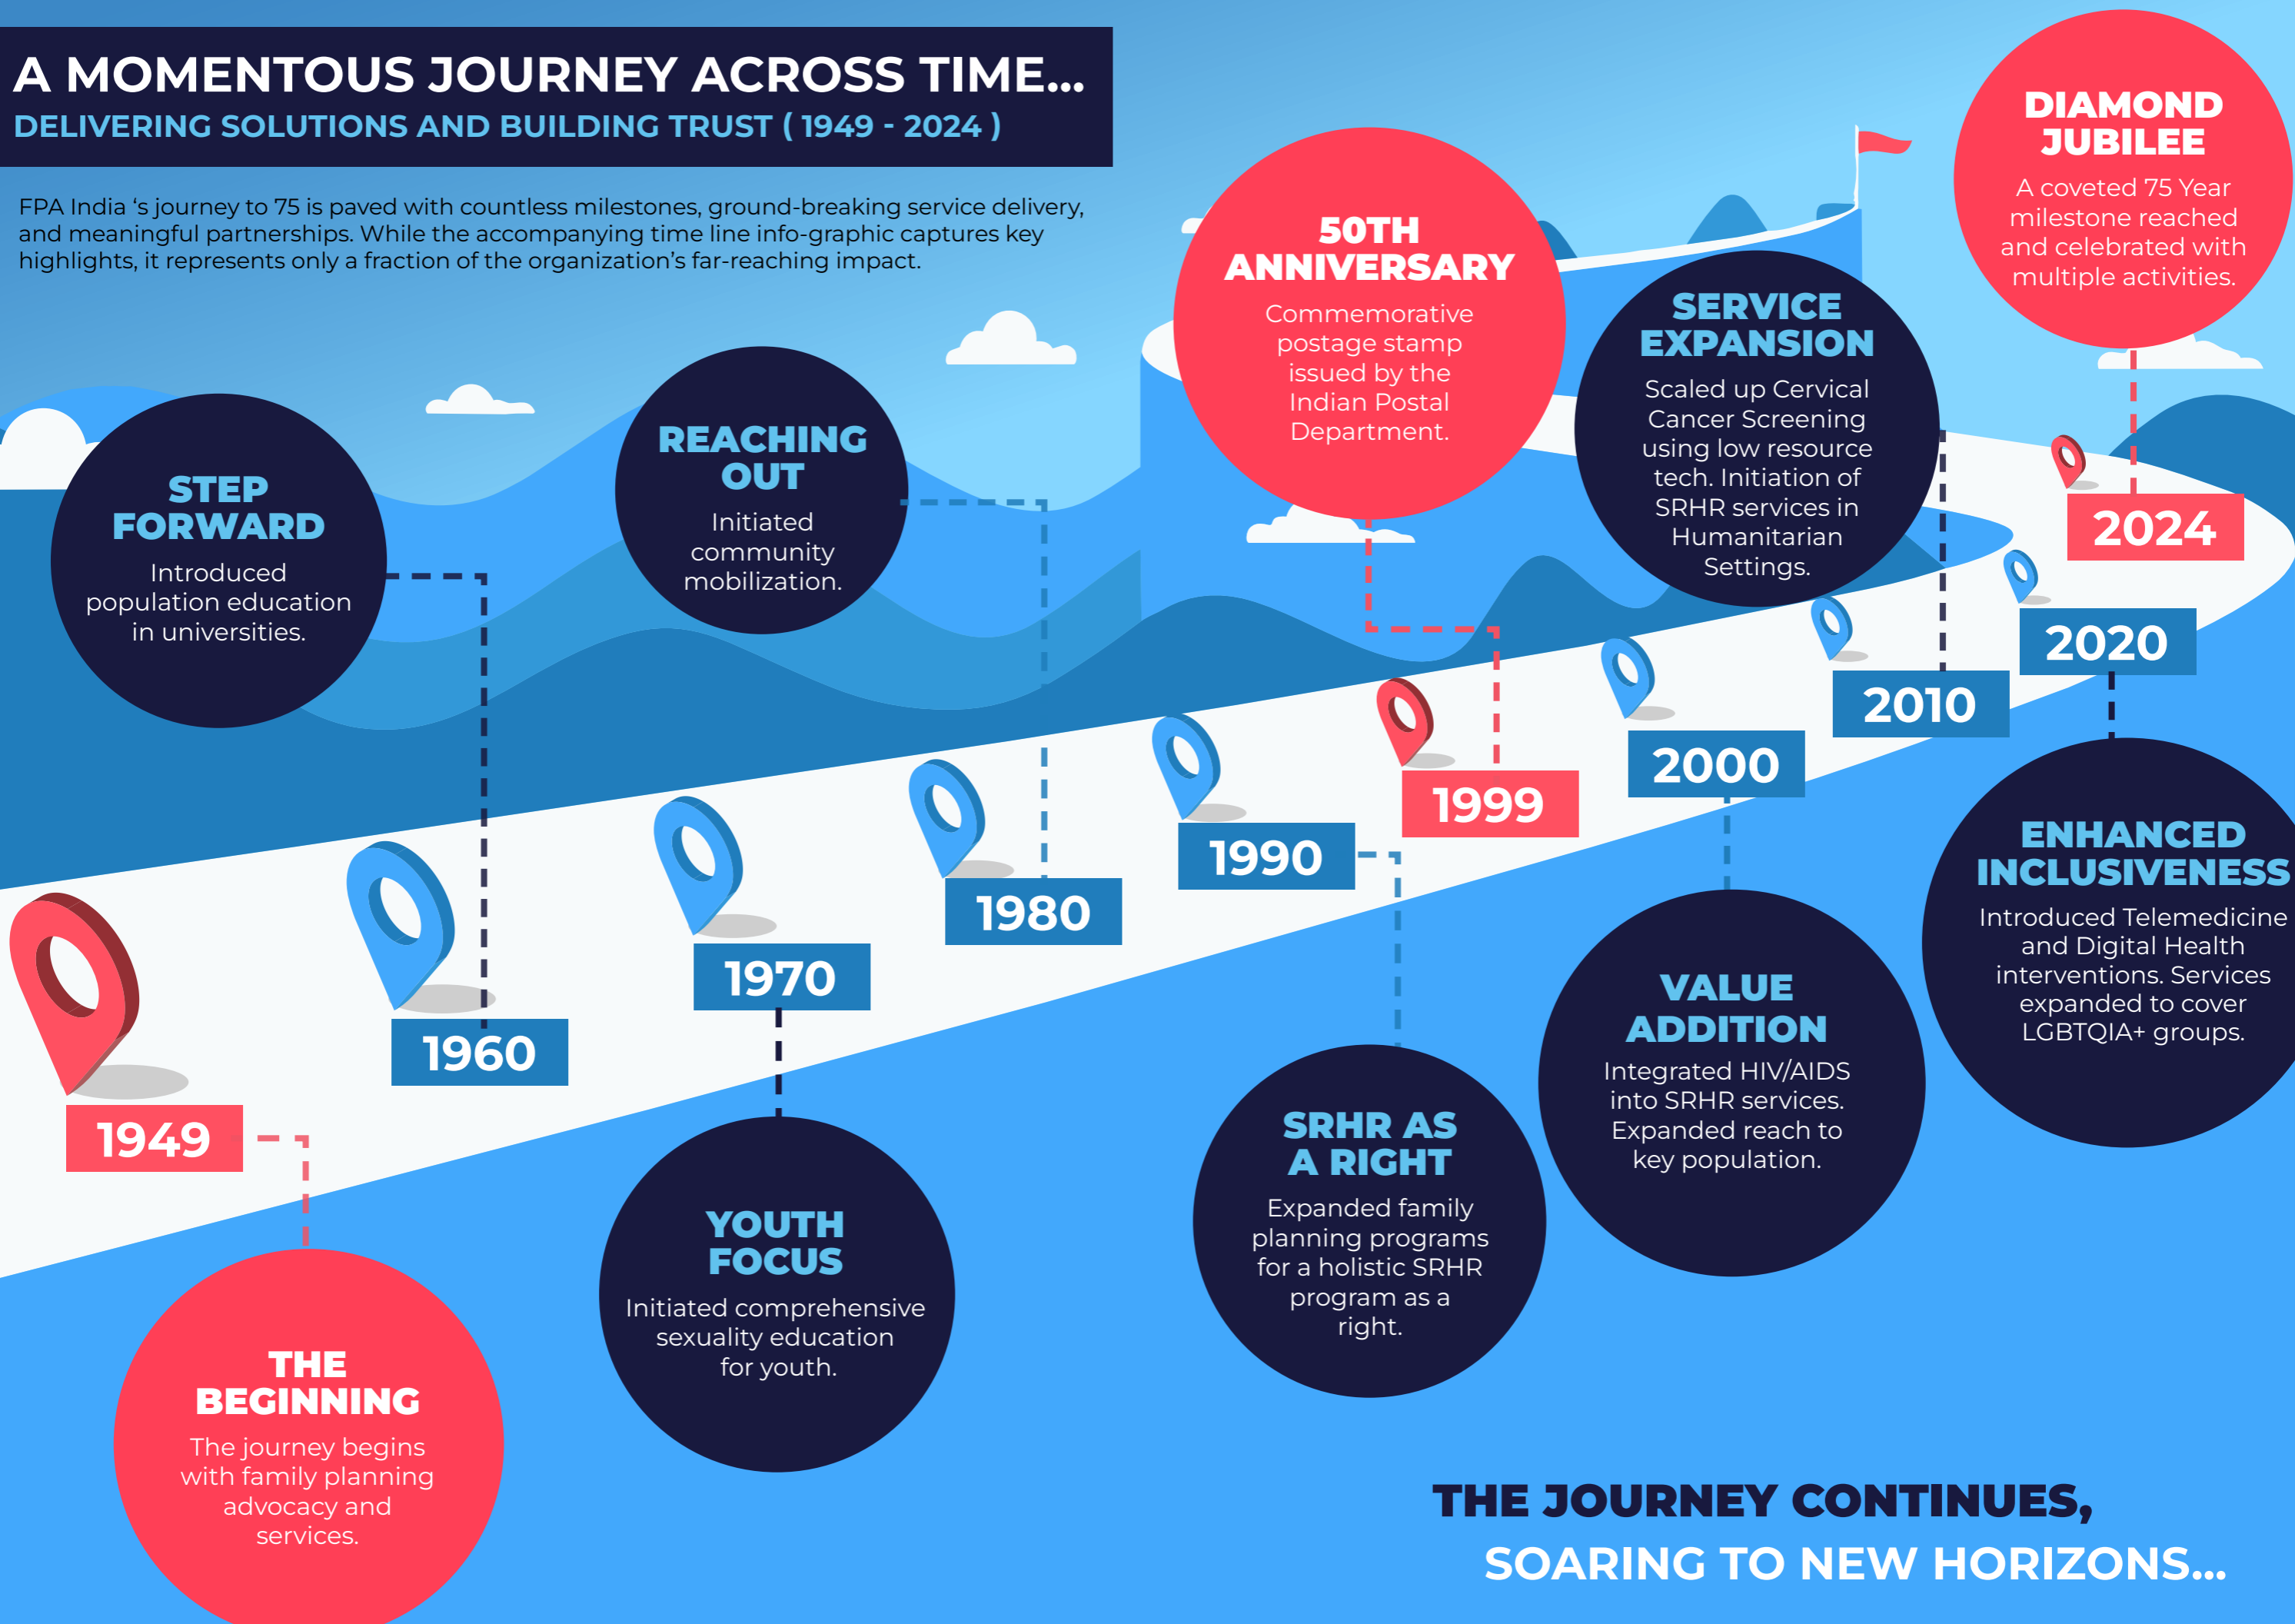 A MOMENTOUS JOURNEY ACROSS TIME...
DELIVERING SOLUTIONS AND BUILDING TRUST ( 1949 - 2024 )
FPA India ‘s journey to 75 is paved with countless milestones, ground-breaking service delivery,
and meaningful partnerships. While the accompanying time line info-graphic captures key
highlights, it represents only a fraction of the organization’s far-reaching impact.
1949
THE
BEGINNING
The journey begins
with family planning
advocacy and
services.
1960
STEP
FORWARD
Introduced
population education
in universities.
1970
YOUTH
FOCUS
Initiated comprehensive
sexuality education
for youth.
1980
REACHING
OUT
Initiated
community
mobilization.
1990
SRHR AS
A RIGHT
Expanded family
planning programs
for a holistic SRHR
program as a
right.
1999
50TH
ANNIVERSARY
Commemorative
postage stamp
issued by the
Indian Postal
Department.
2000
VALUE
ADDITION
Integrated HIV/AIDS
into SRHR services.
Expanded reach to
key population.
2010
SERVICE
EXPANSION
Scaled up Cervical
Cancer Screening
using low resource
tech. Initiation of
SRHR services in
Humanitarian
Settings.
2020
ENHANCED
INCLUSIVENESS
Introduced Telemedicine
and Digital Health
interventions. Services
expanded to cover
LGBTQIA+ groups.
2024
DIAMOND
JUBILEE
A coveted 75 Year
milestone reached
and celebrated with
multiple activities.
THE JOURNEY CONTINUES,
SOARING TO NEW HORIZONS...